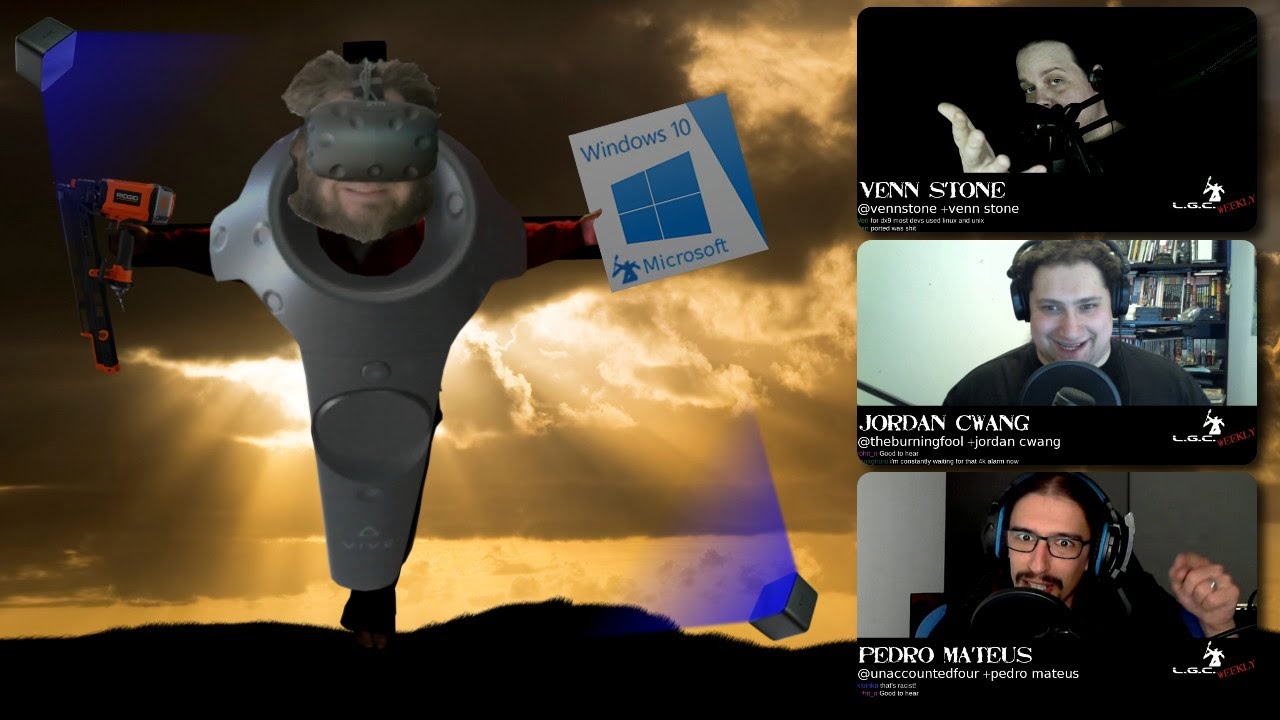 RIDGID
Windows 10
Microsoft
VIVE
VENN STONE
@vennstone +venn stone
for dx9 most devs used linux and unix
ported was shit
L.G.C. WEEKLY
JORDAN CWANG
@theburningfool +jordan cwang
Good to hear
i'm constantly waiting for that 4k alarm now
L.G.C. WEEKLY
PEDRO MATEUS
@unaccountedfour +pedro mateus
that's racist!
Good to hear
L.G.C. WEEKLY